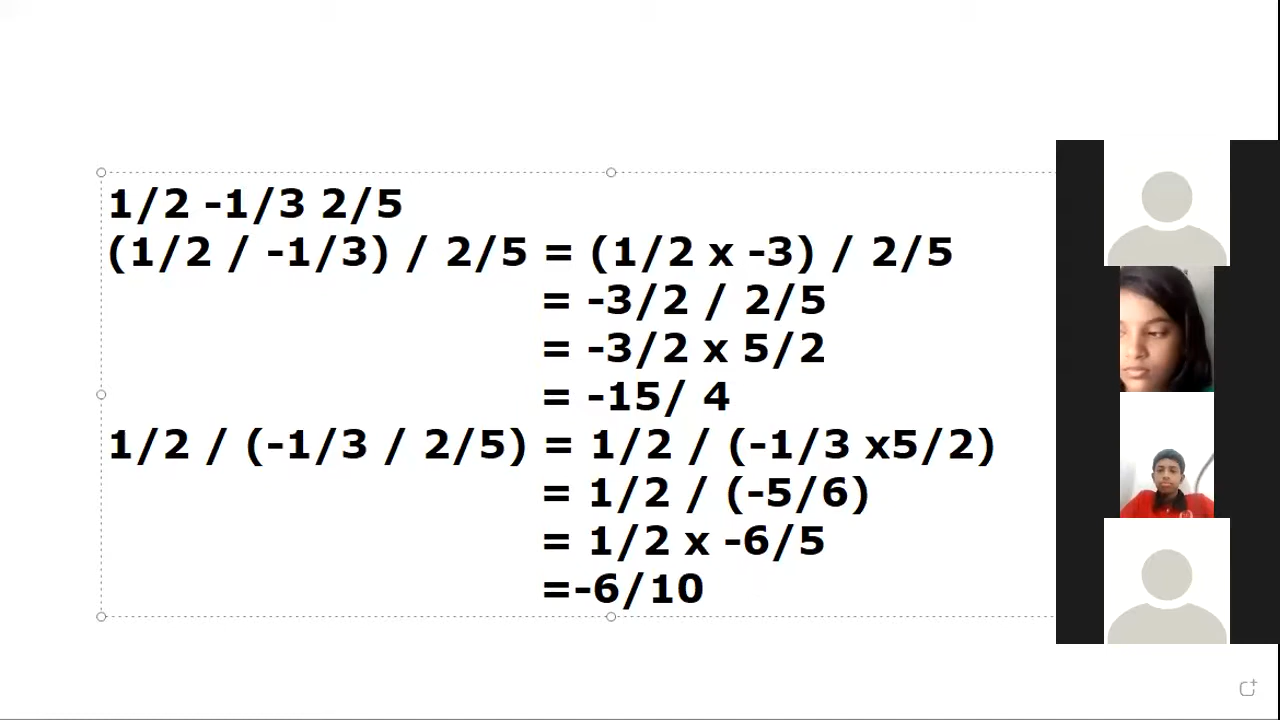 1/2 -1/3 2/5
(1/2 / -1/3) / 2/5 = (1/2 x -3) / 2/5
= -3/2 / 2/5
= -3/2 x 5/2
= -15/ 4
1/2 / (-1/3 / 2/5) = 1/2 / (-1/3 x5/2)
= 1/2 / (-5/6)
= 1/2 x -6/5
=-6/10